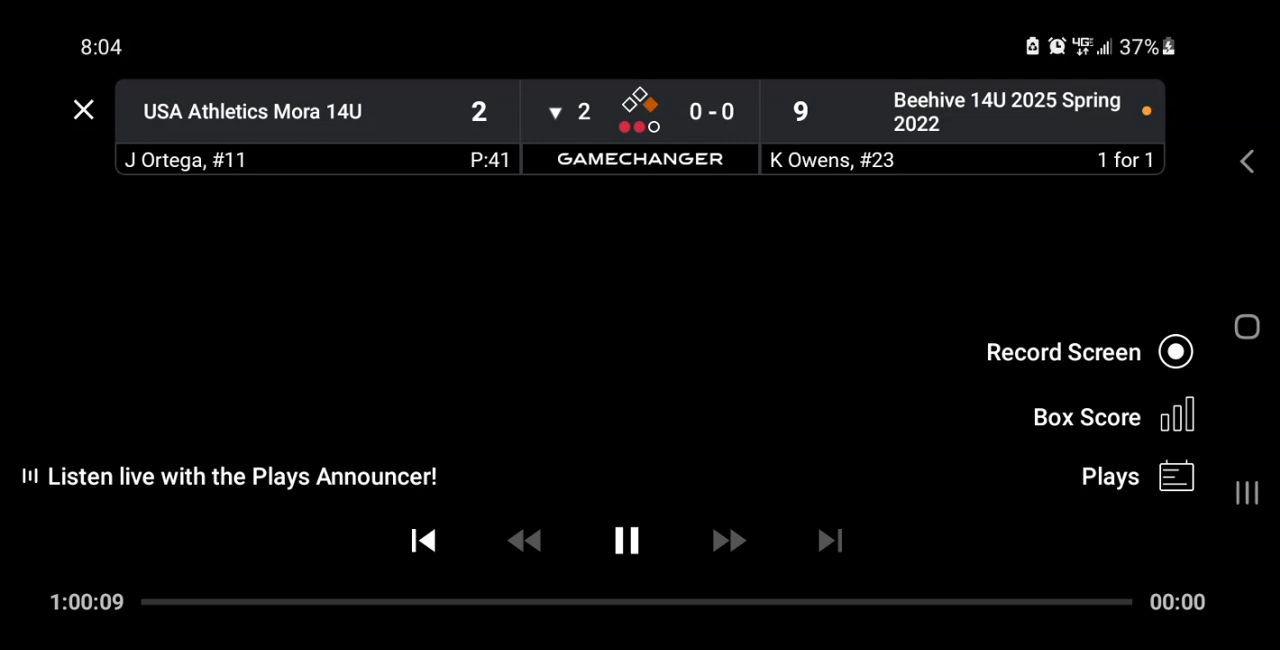 8:04
4GE 37%
USA Athletics Mora 14U 2 ▼ 2 0 - 0 9 Beehive 14U 2025 Spring
2022
J Ortega, #11 P:41 GAMECHANGER K Owens, #23 1 for 1
Record Screen
Box Score
Listen live with the Plays Announcer!
Plays
1:00:09 00:00